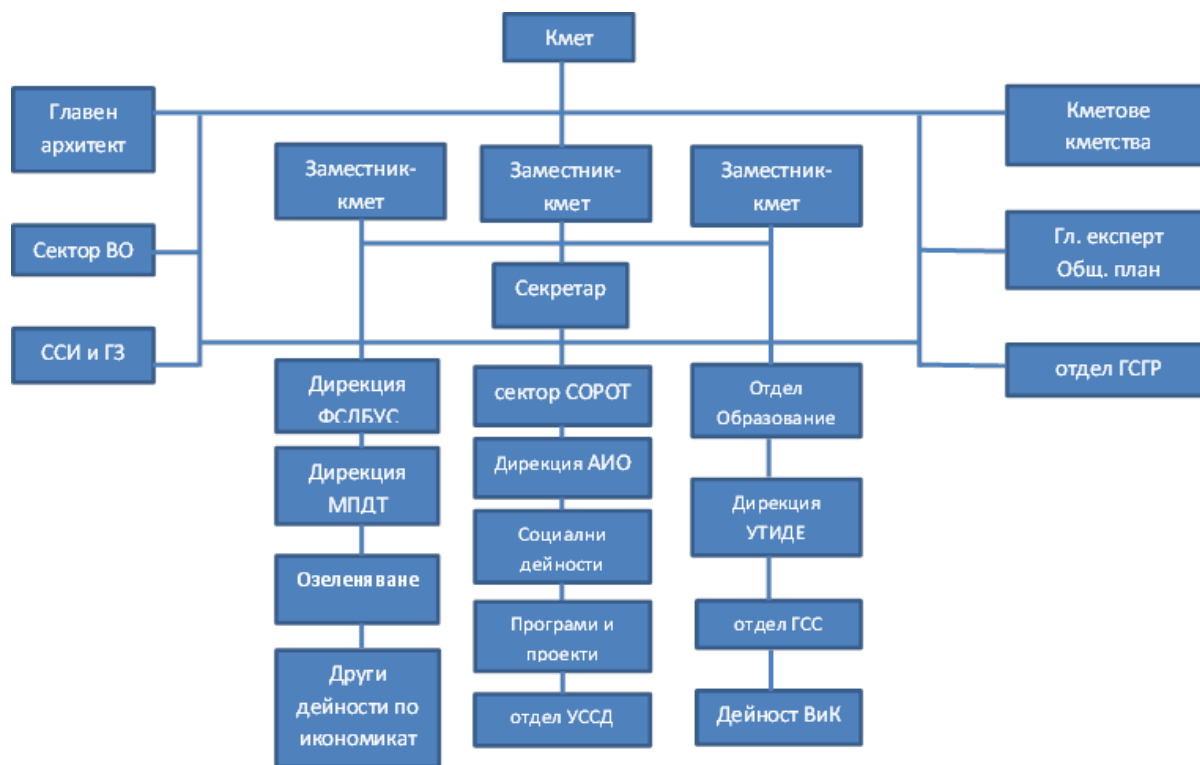 Кмет
Главен
архитект
Кметове
кметства
Заместник-
кмет
Заместник-
кмет
Заместник-
кмет
Сектор ВО
Гл. експерт
Общ. план
Секретар
ССИ и ГЗ
отдел ГСГР
Дирекция
ФСЛБУС
сектор СОРОТ
Отдел
Образование
Дирекция
МПДТ
Дирекция АИО
Дирекция
УТИДЕ
Социални
дейности
Озеленяване
Програми и
проекти
отдел ГСС
Други
дейности по
икономикат
отдел УССД
Дейност ВиК